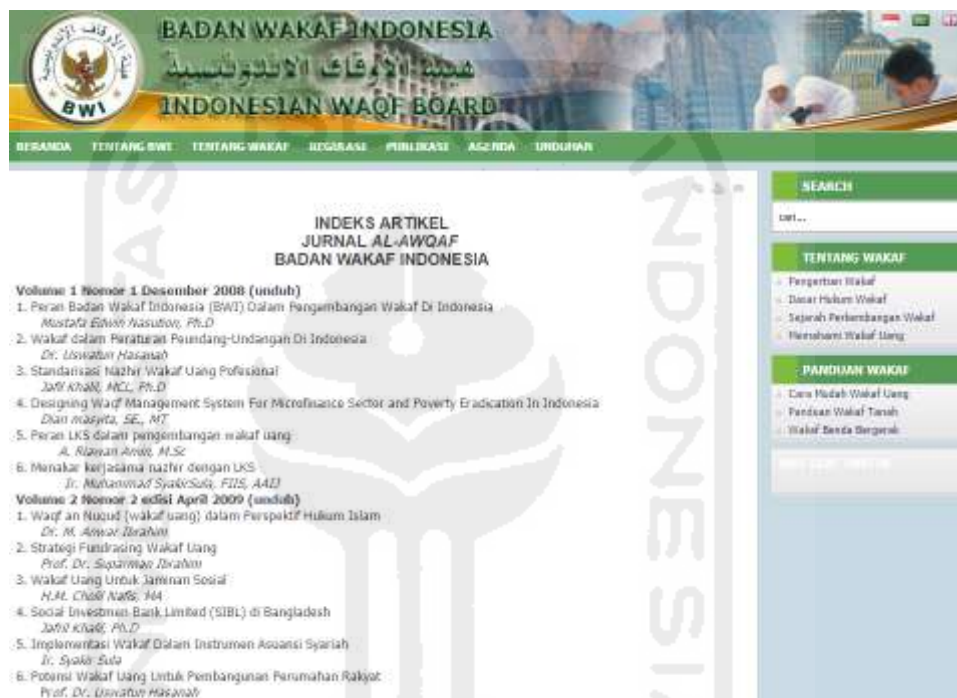 BADAN WAKAF INDONESIA
هيئة الأوقاف الاندونيسية
INDONESIAN WAQF BOARD
BWI
BERANDA TENTANG BWI TENTANG WAKAF REGULASI PUBLIKASI AGENDA UNDUHAN
INDEKS ARTIKEL
JURNAL AL-AWQAF
BADAN WAKAF INDONESIA
Volume 1 Nomor 1 Desember 2008 (unduh)
1. Peran Badan Wakaf Indonesia (BWI) Dalam Pengembangan Wakaf Di Indonesia
Mustafa Edwin Nasution, Ph.D
2. Wakaf dalam Peraturan Peundang-Undangan Di Indonesia
Dr. Uswatun Hasanah
3. Standarisasi Nazhir Wakaf Uang Pofesional
Jafil Khalil, MCL, Ph.D
4. Designing Waqf Management System For Microfinance Sector and Poverty Eradication In Indonesia
Dian masyita, SE., MT
5. Peran LKS dalam pengembangan wakaf uang
A. Riawan Amin, M.Sc
6. Menakar kerjasama nazhir dengan LKS
Ir. Muhammad SyakirSula, FIIS, AAIJ
Volume 2 Nomor 2 edisi April 2009 (unduh)
1. Waqf an Nuqud (wakaf uang) dalam Perspektif Hukum Islam
Dr. M. Anwar Ibrahim
2. Strategi Fundrasing Wakaf Uang
Prof. Dr. Suparman Ibrahim
3. Wakaf Uang Untuk Jaminan Sosial
H.M. Cholil Nafis, MA
4. Social Investmen Bank Limited (SIBL) di Bangladesh
Jafril Khalil, Ph.D
5. Implementasi Wakaf Dalam Instrumen Asuansi Syariah
Ir. Syakir Sula
6. Potensi Wakaf Uang Untuk Pembangunan Perumahan Rakyat
Prof. Dr. Uswatun Hasanah
SEARCH
cari...
TENTANG WAKAF
Pengertian Wakaf
Dasar Hukum Wakaf
Sejarah Perkembangan Wakaf
Memahami Wakaf Uang
PANDUAN WAKAF
Cara Mudah Wakaf Uang
Panduan Wakaf Tanah
Wakaf Benda Bergerak